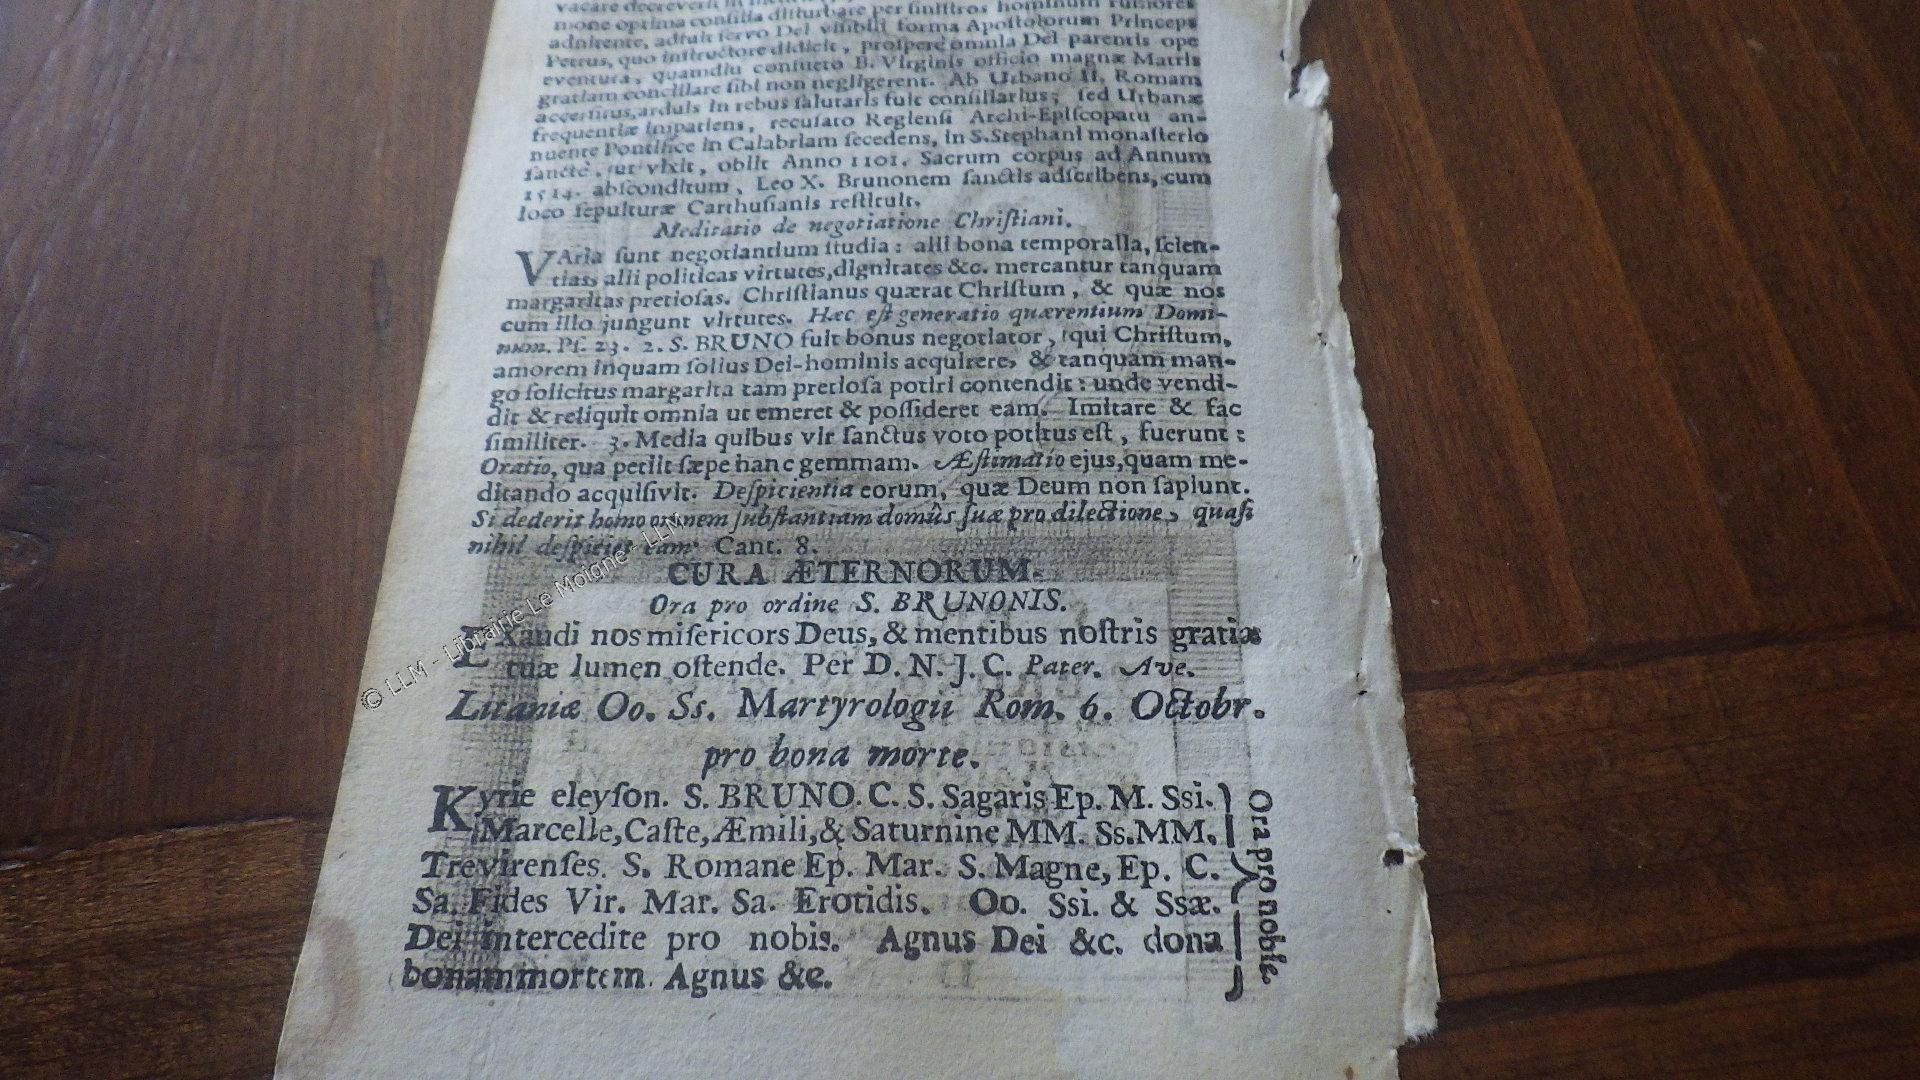 vacare decreverit in
mone optima consilia disturbare per sinistros hominum rumores
adnitente, adfuit servo Dei visibili forma Apostolorum Princeps
Petrus, quo instructore didicit, prospere omnia Dei parentis ope
eventura, quamdiu consueto B. Virginis officio magnæ Matris
gratiam conciliare sibi non negligerent. Ab Urbano II. Romam
accersitus, arduis in rebus salutaris fuit consiliarius; sed Urbanæ
frequentiæ impatiens, recusato Regiensi Archi-Episcopatu an-
nuente Pontifice in Calabriam secedens, in S. Stephani monasterio
sanctè, ut vixit, obiit Anno 1101. Sacrum corpus ad Annum
1514. absconditum, Leo X. Brunonem sanctis adscribens, cum
loco sepulturæ Carthusianis restituit.
Meditatio de negotiatione Christiani.
VAria sunt negotiantium studia: alii bona temporalia, scien-
tias, alii politicas virtutes, dignitates &c. mercantur tanquam
margaritas pretiosas. Christianus quærat Christum, & quæ nos
cum illo jungunt virtutes. Hæc est generatio quærentium Domi-
num. Ps. 23. 2. S. BRUNO fuit bonus negotiator, qui Christum,
amorem inquam solius Dei-hominis acquirere, & tanquam man-
go solicitus margarita tam pretiosa potiri contendit: unde vendi-
dit & reliquit omnia ut emeret & possideret eam. Imitare & fac
similiter. 3. Media quibus vir sanctus voto potitus est, fuerunt:
Oratio, qua petiit sæpe hanc gemmam. Æstimatio ejus, quam me-
ditando acquisivit. Despicientia eorum, quæ Deum non sapiunt.
Si dederit homo omnem substantiam domûs suæ pro dilectione, quasi
nihil despiciet eam. Cant. 8.
CURA ÆTERNORUM.
Ora pro ordine S. BRUNONIS.
EXaudi nos misericors Deus, & mentibus nostris gratiæ
tuæ lumen ostende. Per D. N. J. C. Pater. Ave.
Litaniæ Oo. Ss. Martyrologii Rom. 6. Octobr.
pro bona morte.
Kyrie eleyson. S. BRUNO. C. S. Sagaris Ep. M. Ssi.
Marcelle, Caste, Æmili, & Saturnine MM. Ss. MM.
Trevirenses. S. Romane Ep. Mar. S. Magne, Ep. C.
Sa. Fides Vir. Mar. Sa. Erotidis. Oo. Ssi. & Ssæ.
Dei intercedite pro nobis. Agnus Dei &c. dona
bonam mortem. Agnus &c.
Ora pro nobis.
© LLM - Librairie Le Moigne - LLM